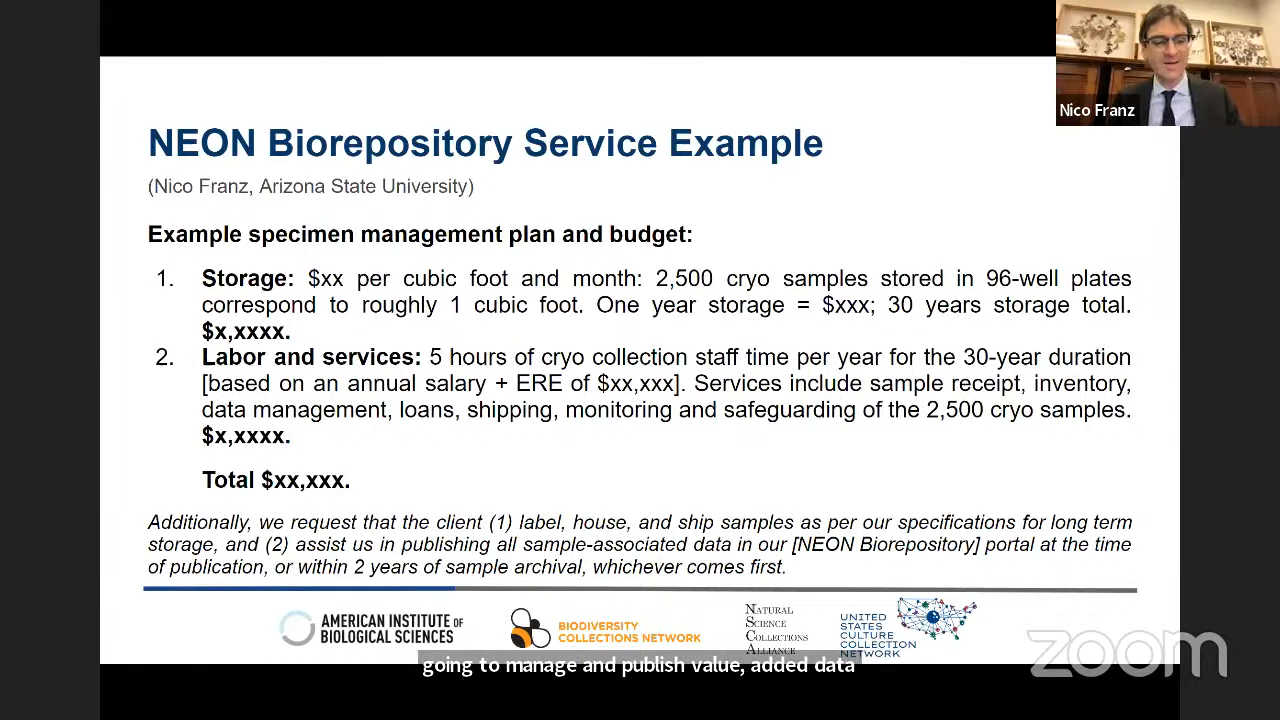 Nico Franz
NEON Biorepository Service Example
(Nico Franz, Arizona State University)
Example specimen management plan and budget:
1. Storage: $xx per cubic foot and month: 2,500 cryo samples stored in 96-well plates
correspond to roughly 1 cubic foot. One year storage = $xxx; 30 years storage total.
$x,xxxx.
2. Labor and services: 5 hours of cryo collection staff time per year for the 30-year duration
[based on an annual salary + ERE of $xx,xxx]. Services include sample receipt, inventory,
data management, loans, shipping, monitoring and safeguarding of the 2,500 cryo samples.
$x,xxxx.
Total $xx,xxx.
Additionally, we request that the client (1) label, house, and ship samples as per our specifications for long term
storage, and (2) assist us in publishing all sample-associated data in our [NEON Biorepository] portal at the time
of publication, or within 2 years of sample archival, whichever comes first.
AMERICAN INSTITUTE of
BIOLOGICAL SCIENCES
BIODIVERSITY
COLLECTIONS NETWORK
NATURAL
SCIENCE
COLLECTIONS
ALLIANCE
UNITED
STATES
CULTURE
COLLECTION
NETWORK
zoom
going to manage and publish value, added data